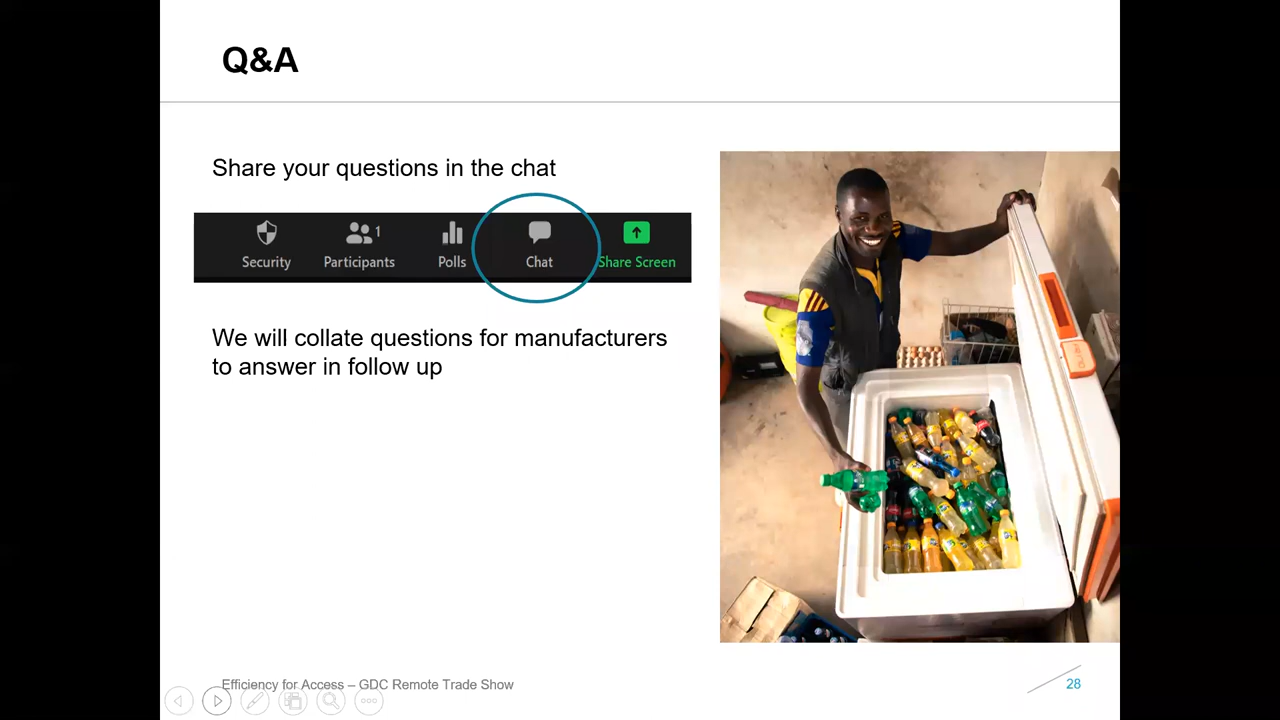 Q&A
Share your questions in the chat
1
Security Participants Polls Chat Share Screen
We will collate questions for manufacturers
to answer in follow up
Efficiency for Access – GDC Remote Trade Show
28